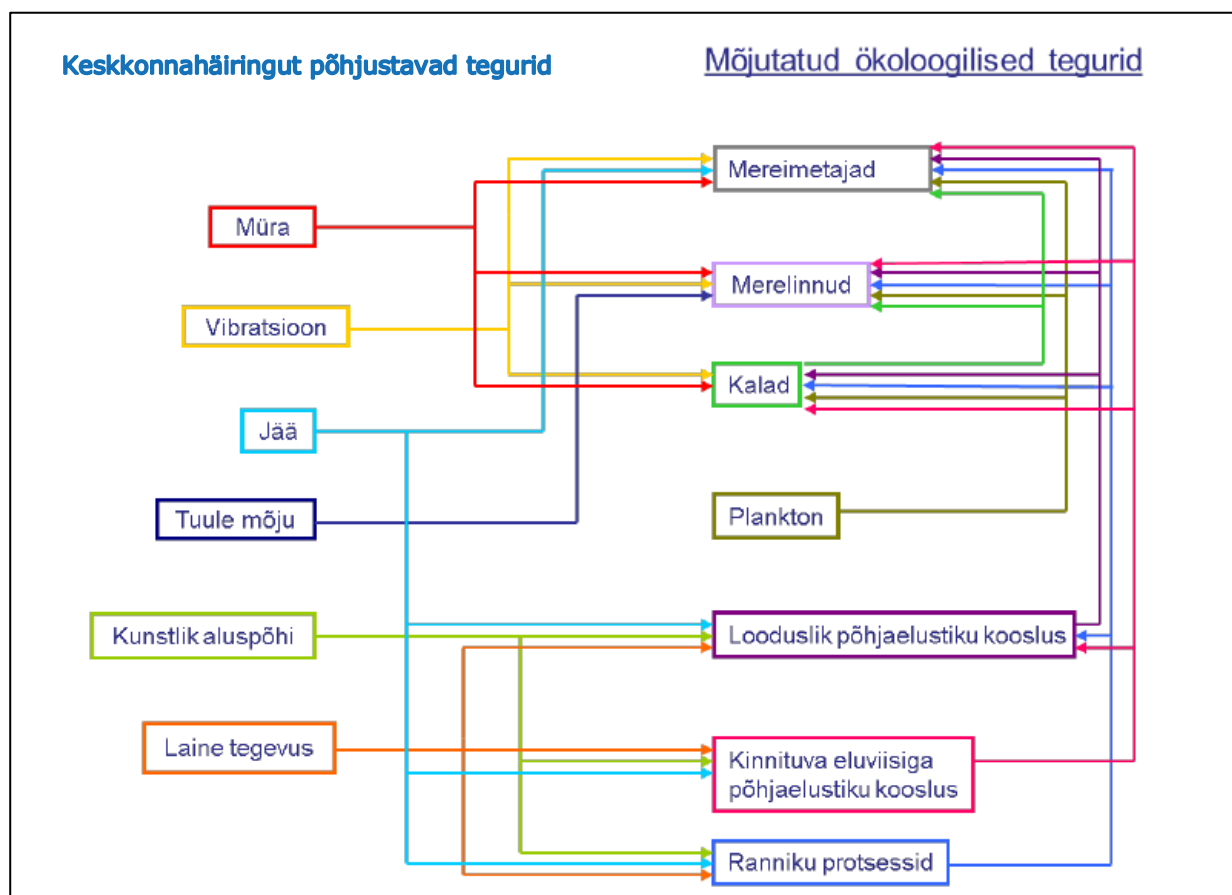 Keskkonnahäiringut põhjustavad tegurid
Mõjutatud ökoloogilised tegurid
Müra
Vibratsioon
Jää
Tuule mõju
Kunstlik aluspõhi
Laine tegevus
Mereimetajad
Merelinnud
Kalad
Plankton
Looduslik põhjaelustiku kooslus
Kinnituva eluviisiga
põhjaelustiku kooslus
Ranniku protsessid